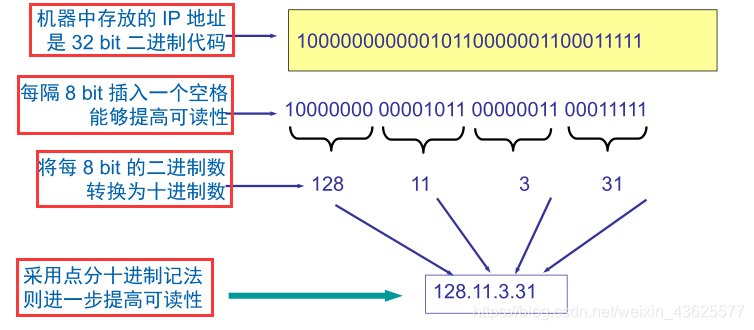 机器中存放的 IP 地址
是 32 bit 二进制代码
10000000000010110000001100011111
每隔 8 bit 插入一个空格
能够提高可读性
10000000 00001011 00000011 00011111
将每 8 bit 的二进制数
转换为十进制数
128 11 3 31
采用点分十进制记法
则进一步提高可读性
128.11.3.31
https://blog.csdn.net/weixin_43625577